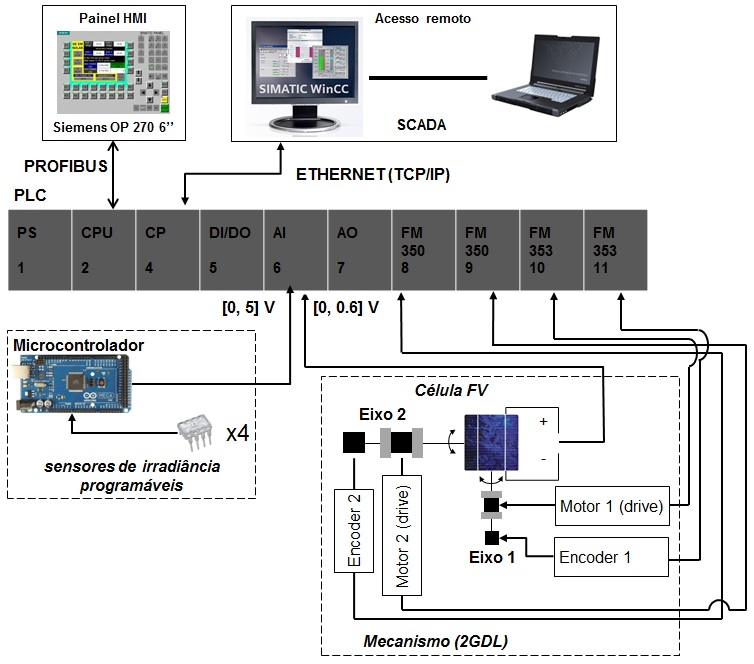 Painel HMI
Siemens OP 270 6’’
Acesso remoto
SIMATIC WinCC
SCADA
PROFIBUS
ETHERNET (TCP/IP)
PLC
PS
1
CPU
2
CP
4
DI/DO
5
AI
6
AO
7
FM
350
8
FM
350
9
FM
353
10
FM
353
11
[0, 5] V
[0, 0.6] V
Microcontrolador
x4
sensores de irradiância
programáveis
Célula FV
Eixo 2
+
-
Encoder 2
Motor 2 (drive)
Motor 1 (drive)
Eixo 1
Encoder 1
Mecanismo (2GDL)